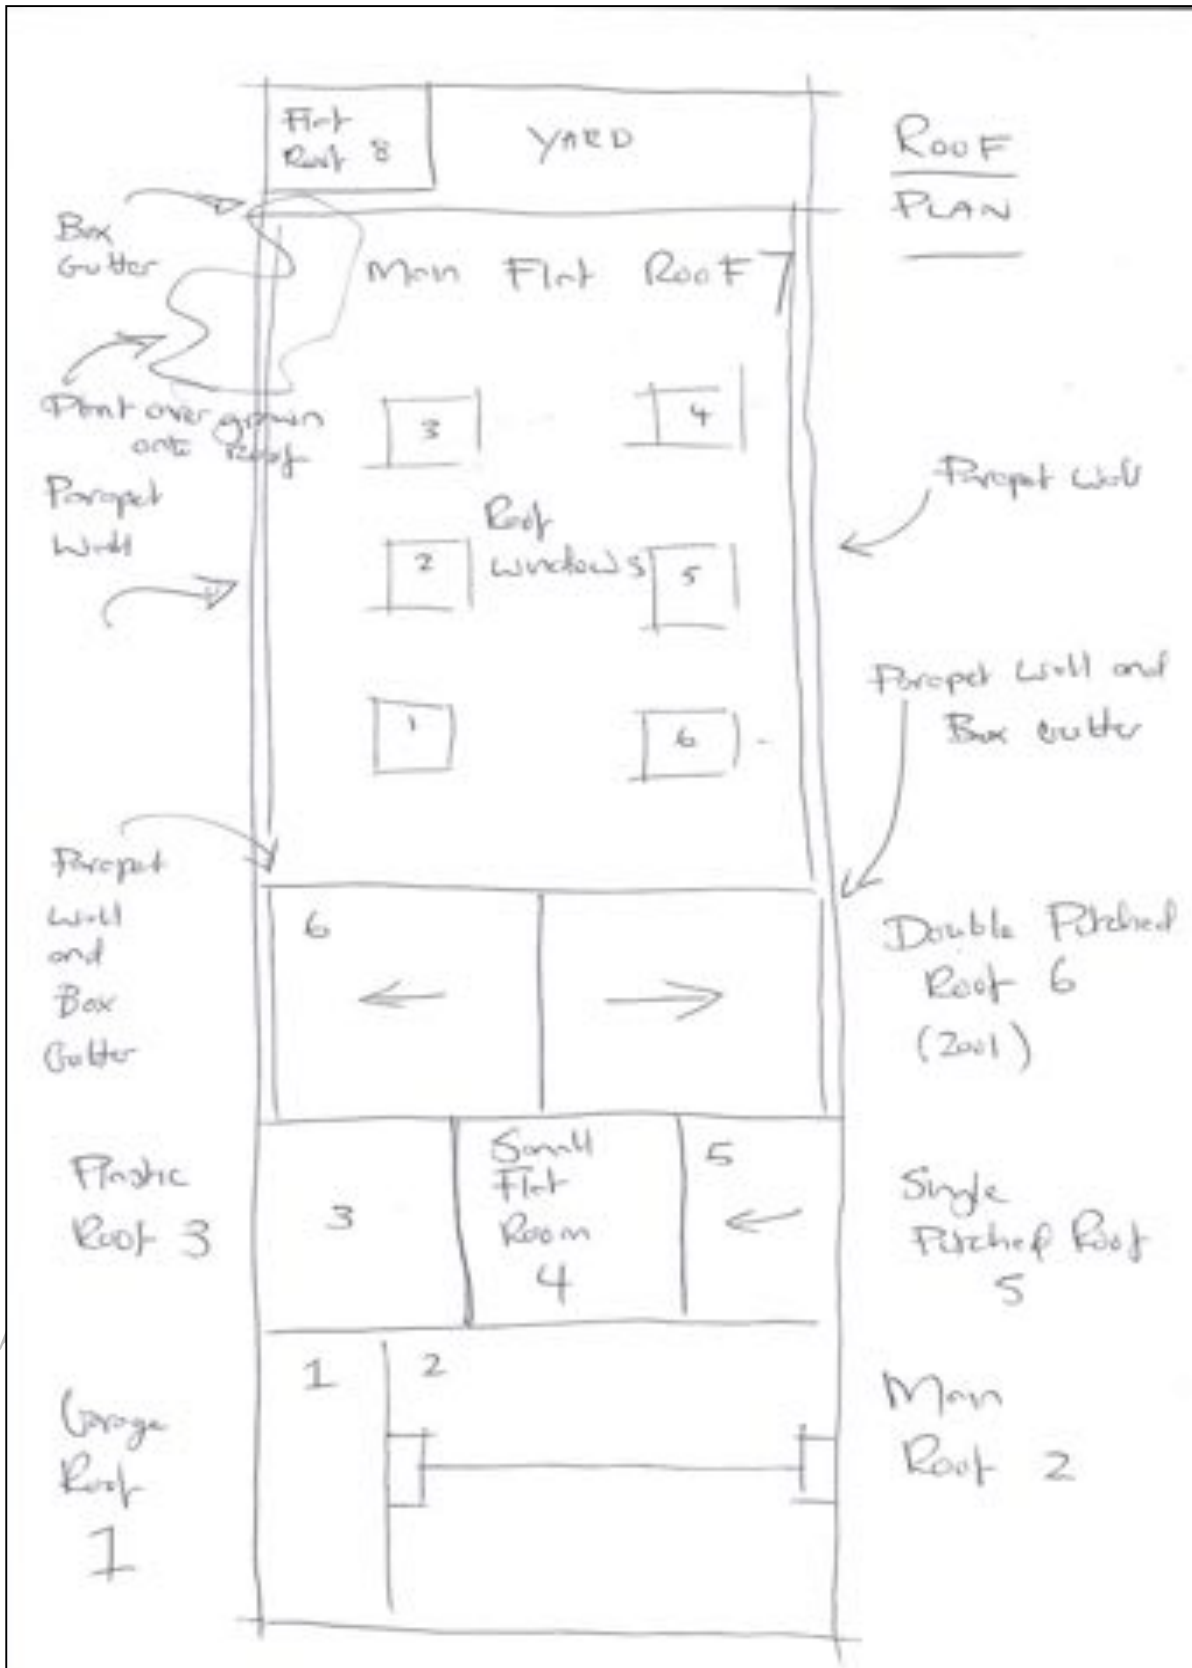 Flat
Roof 8
YARD
ROOF
PLAN
Box
Gutter
Main Flat Roof 7
Plant over grown
onto Roof
3
4
Parapet
Wall
Parapet Wall
Roof
windows
2
5
1
6
Parapet Wall and
Box Gutter
Parapet
Wall
and
Box
Gutter
6
Double Pitched
Roof 6
(2001)
Plastic
Roof 3
3
Small
Flat
Room
4
5
Single
Pitched Roof
5
Garage
Roof
1
1
2
Main
Roof 2